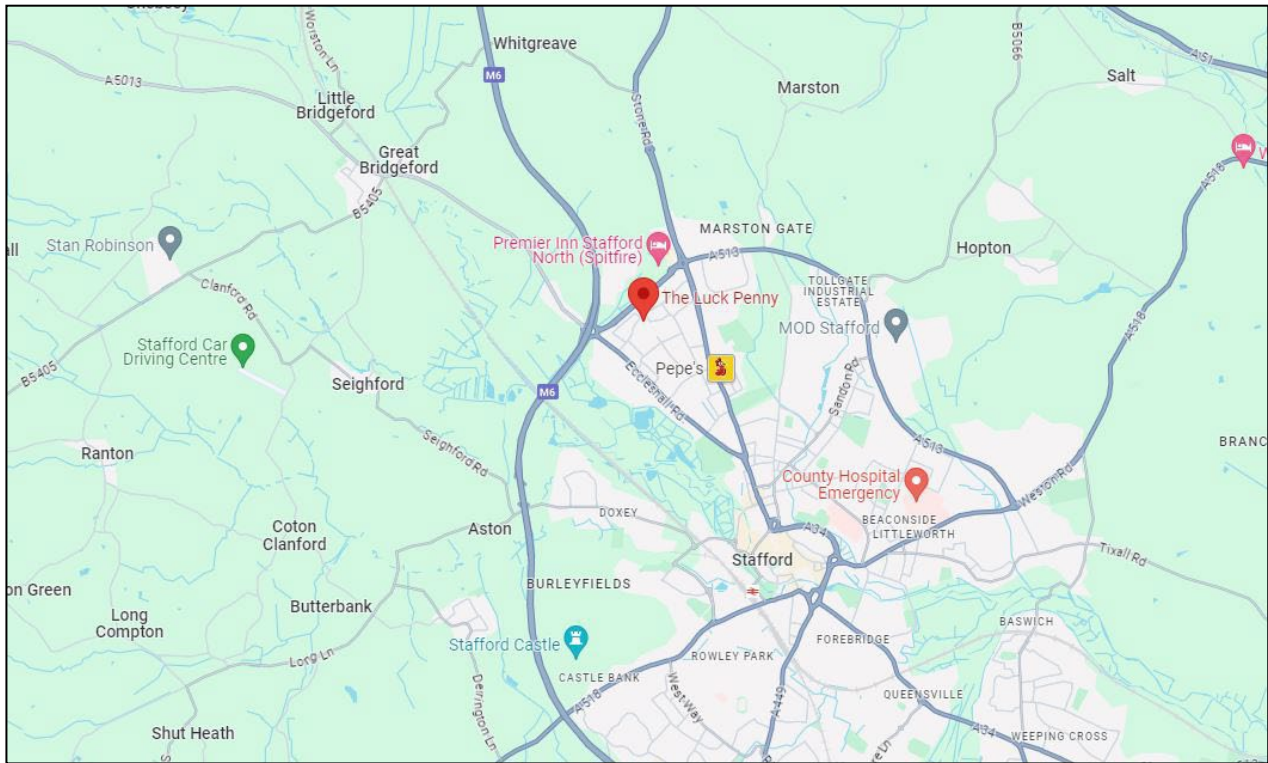 Whitgreave
B5066
A51
Worston Ln
A5013
M6
Salt
Marston
Little
Bridgeford
Stone Rd
Great
Bridgeford
W
A518
B5405
MARSTON GATE
Stan Robinson
all
Premier Inn Stafford
North (Spitfire)
A513
Hopton
Clanford Rd
TOLLGATE
INDUSTRIAL
ESTATE
The Luck Penny
A518
MOD Stafford
Stafford Car
Driving Centre
B5405
Seighford
M6
Pepe's
Eccleshall Rd
Sandon Rd
Seighford Rd
A513
BRANC
Ranton
County Hospital
Emergency
Weston Rd
DOXEY
BEACONSIDE
LITTLEWORTH
Aston
Coton
Clanford
A34
Stafford
Tixall Rd
on Green
BURLEYFIELDS
Butterbank
Long
Compton
Stafford Castle
BASWICH
FOREBRIDGE
Long Ln
ROWLEY PARK
CASTLE BANK
West Way
A518
A449
QUEENSVILLE
Derrington Ln
Shut Heath
A34
WEEPING CROSS